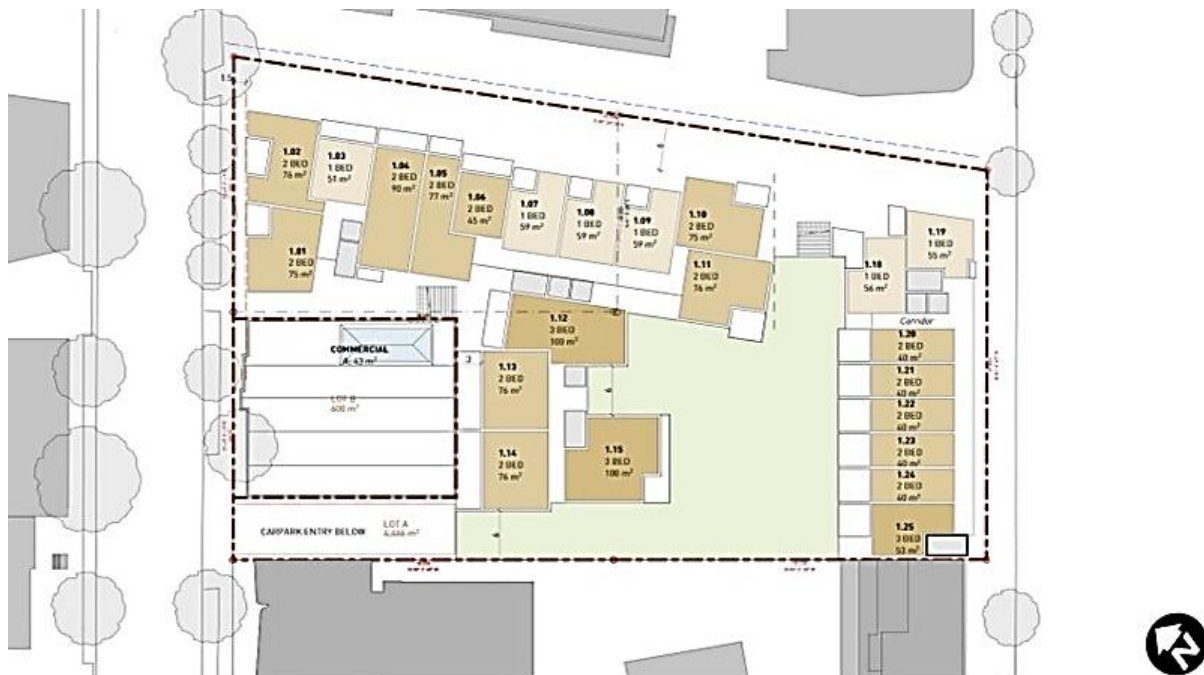 1.02
2 BED
76 m²
1.03
1 BED
51 m²
1.04
2 BED
90 m²
1.05
2 BED
77 m²
1.06
2 BED
45 m²
1.07
1 BED
59 m²
1.08
1 BED
59 m²
1.09
1 BED
59 m²
1.10
2 BED
75 m²
1.11
2 BED
76 m²
1.01
2 BED
75 m²
1.12
3 BED
100 m²
1.13
2 BED
76 m²
1.14
2 BED
76 m²
1.15
3 BED
100 m²
1.18
1 BED
56 m²
1.19
1 BED
55 m²
Corridor
1.20
2 BED
40 m²
1.21
2 BED
40 m²
1.22
2 BED
40 m²
1.23
2 BED
40 m²
1.24
2 BED
40 m²
1.25
3 BED
53 m²
COMMERCIAL
43 m²
LOT B
600 m²
CARPARK ENTRY BELOW
LOT A
N